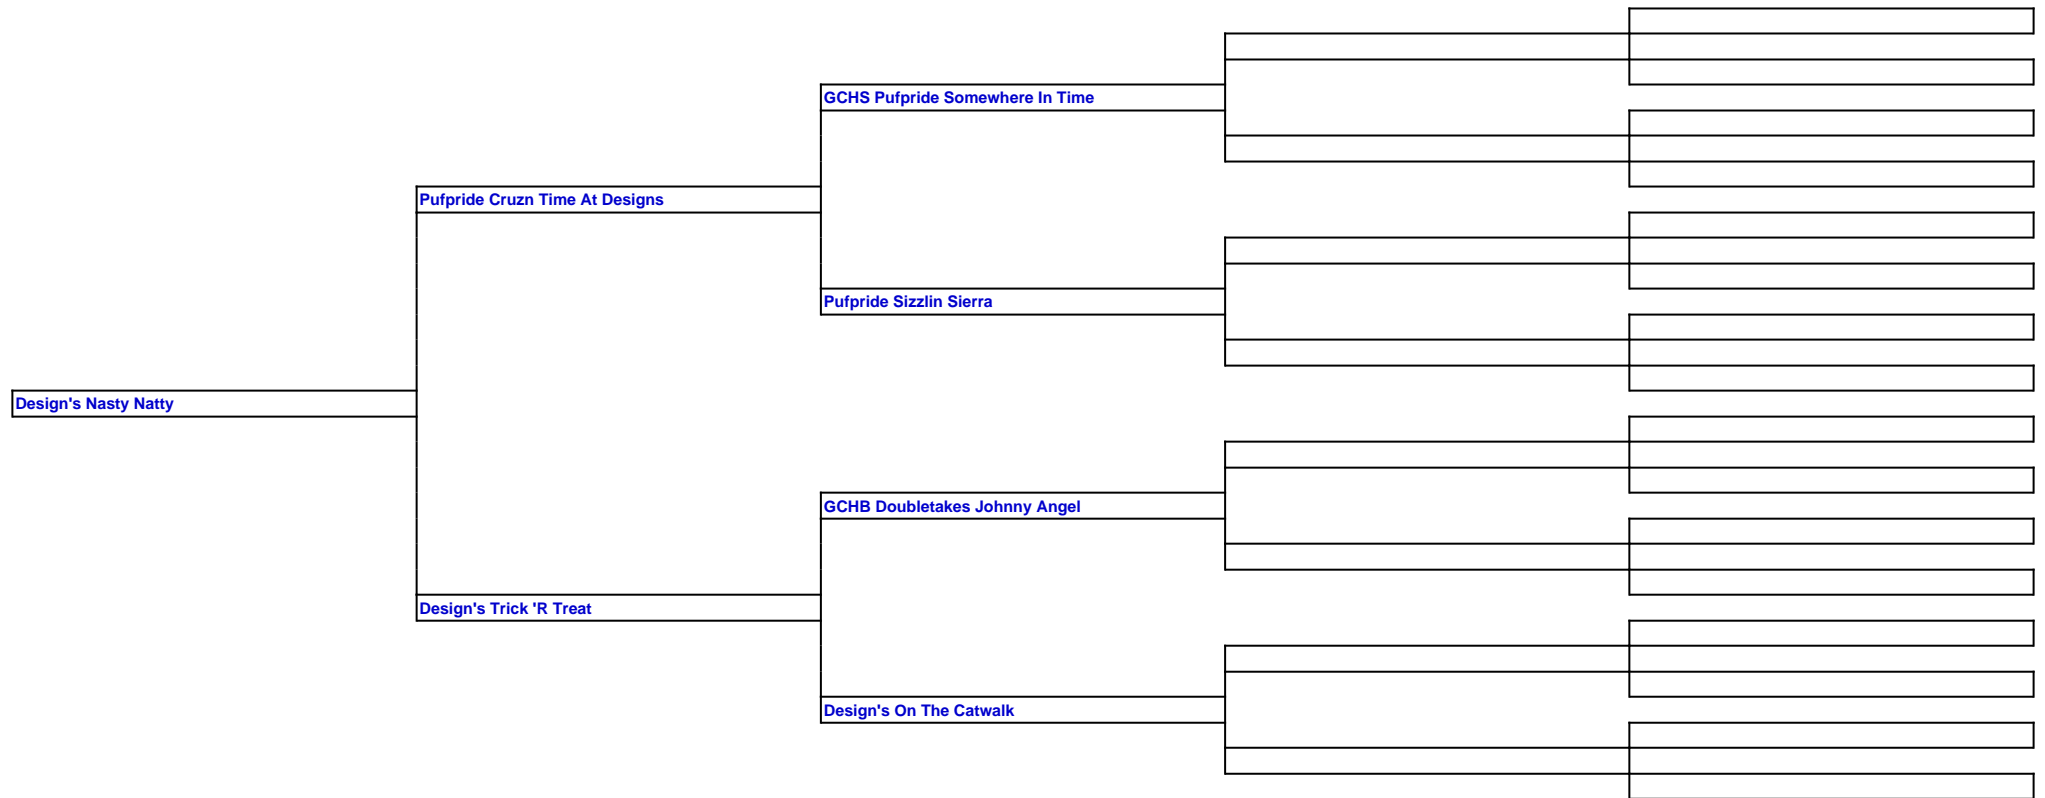 GCHS Pufpride Somewhere In Time
Pufpride Cruzn Time At Designs
Pufpride Sizzlin Sierra
Design's Nasty Natty
GCHB Doubletakes Johnny Angel
Design's Trick 'R Treat
Design's On The Catwalk